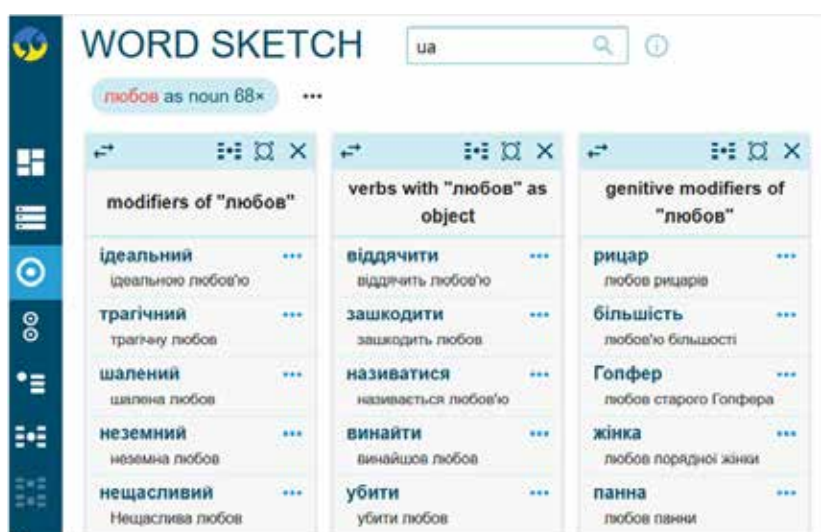 WORD SKETCH
ua
любов as noun 68×
modifiers of "любов"
ідеальний
ідеальною любов'ю
трагічний
трагічну любов
шалений
шалена любов
неземний
неземна любов
нещасливий
Нещаслива любов
verbs with "любов" as
object
віддячити
віддячить любов'ю
зашкодити
зашкодить любов
називатися
називається любов'ю
винайти
винайшов любов
убити
убити любов
genitive modifiers of
"любов"
рицар
любов рицарів
більшість
любов'ю більшості
Гопфер
любов старого Гопфера
жінка
любов порядної жінки
панна
любов панни